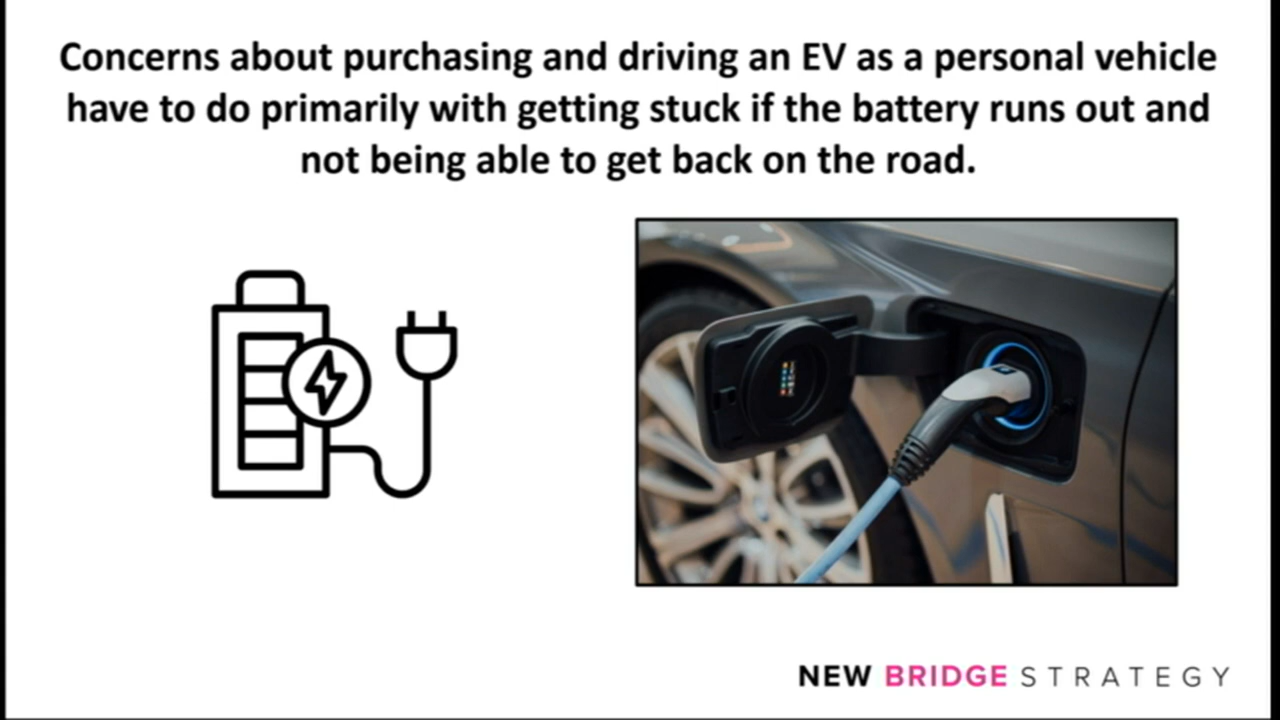 Concerns about purchasing and driving an EV as a personal vehicle
have to do primarily with getting stuck if the battery runs out and
not being able to get back on the road.
NEW BRIDGE STRATEGY